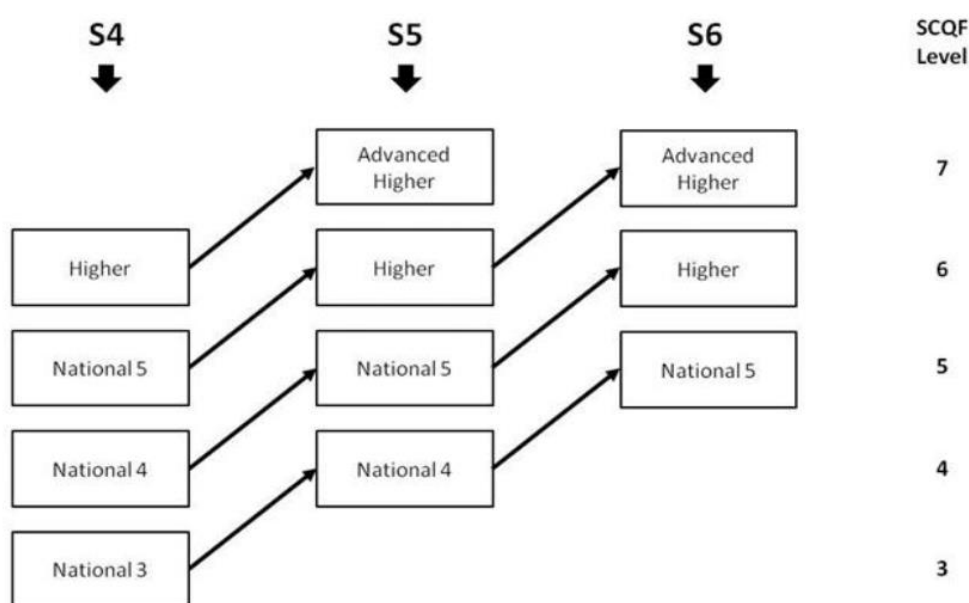 S4 S5 S6 SCQF
Level
Advanced Advanced 7
Higher Higher
Higher Higher Higher 6
National 5 National 5 National 5 5
National 4 National 4 4
National 3 3